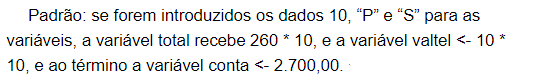 Padrão: se forem introduzidos os dados 10, “P” e “S” para as
variáveis, a variável total recebe 260 * 10, e a variável valtel <- 10 *
10, e ao término a variável conta <- 2.700,00.